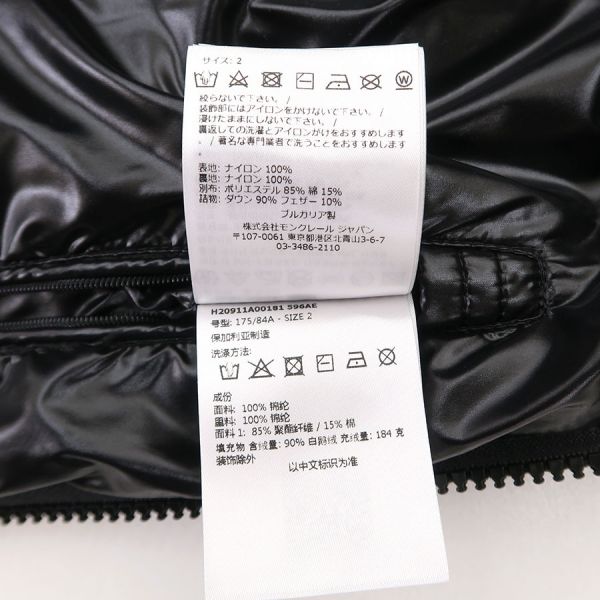 サイズ: 2
絞らないで下さい。/
装飾部にはアイロンをかけないで下さい。/
浸けたままにしないで下さい。/
裏返しての洗濯とアイロンがけをおすすめします
。/ 著名な専門業者で洗うことをおすすめします
。
表地: ナイロン 100%
裏地: ナイロン 100%
別布: ポリエステル 85% 綿 15%
詰物: ダウン 90% フェザー 10%
ブルガリア製
株式会社モンクレール ジャパン
〒107-0061 東京都港区北青山3-6-7
03-3486-2110
H20911A00181 596AE
号型: 175/84A - SIZE 2
保加利亚制造
洗涤方法:
成份
面料: 100% 锦纶
里料: 100% 锦纶
面料 1: 85% 聚酯纤维 / 15% 棉
填充物 含绒量: 90% 白鹅绒 充绒量: 184 克
装饰除外
以中文标识为准